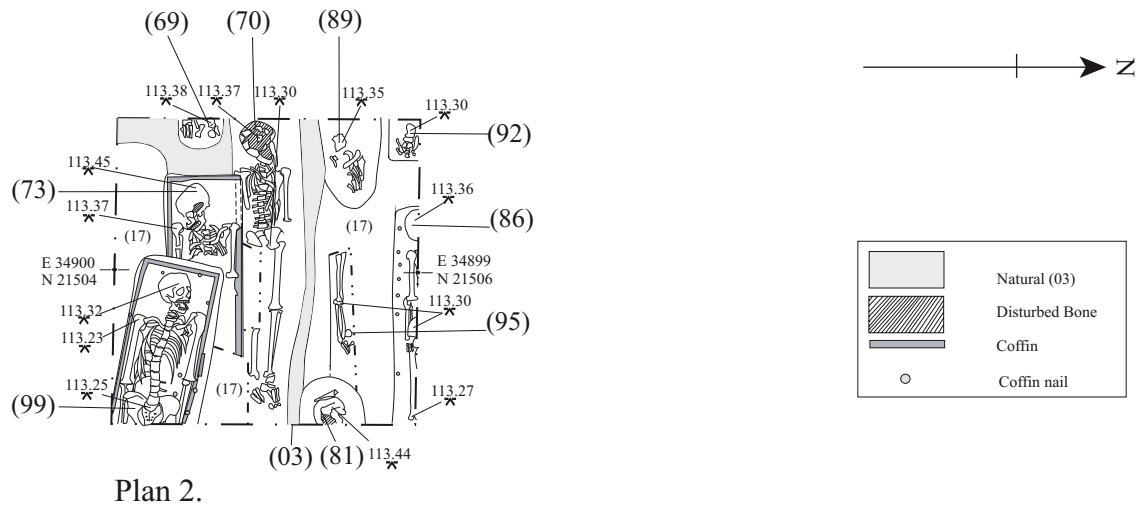 (69) (70) (89)
113.38 113.37 113.30 113.35 113.30
(92)
113.45
(73)
113.37
113.36
(86)
(17) (17)
E 34900
N 21504
E 34899
N 21506
113.30
113.32
113.23
(95)
113.25
(17)
113.27
(99)
(03) (81) 113.44
Plan 2.
N
Natural (03)
Disturbed Bone
Coffin
Coffin nail